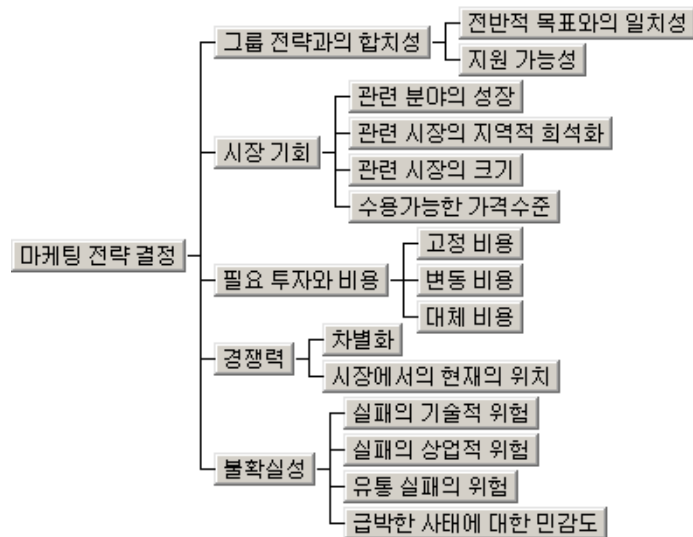 전반적 목표와의 일치성
그룹 전략과의 합치성
지원 가능성
관련 분야의 성장
관련 시장의 지역적 희석화
시장 기회
관련 시장의 크기
수용가능한 가격수준
마케팅 전략 결정
고정 비용
필요 투자와 비용
변동 비용
대체 비용
차별화
경쟁력
시장에서의 현재의 위치
실패의 기술적 위험
실패의 상업적 위험
불확실성
유통 실패의 위험
급박한 사태에 대한 민감도